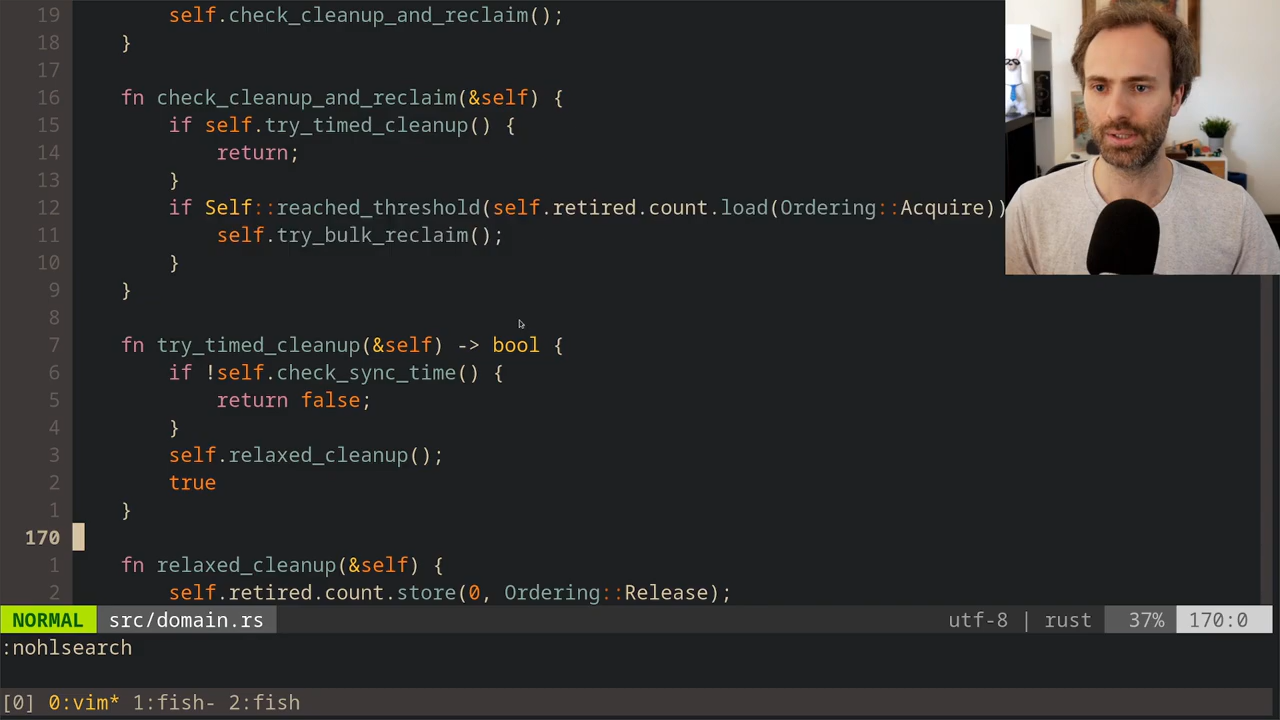 19 self.check_cleanup_and_reclaim();
18 }
17
16 fn check_cleanup_and_reclaim(&self) {
15 if self.try_timed_cleanup() {
14 return;
13 }
12 if Self::reached_threshold(self.retired.count.load(Ordering::Acquire))
11 self.try_bulk_reclaim();
10 }
9 }
8
7 fn try_timed_cleanup(&self) -> bool {
6 if !self.check_sync_time() {
5 return false;
4 }
3 self.relaxed_cleanup();
2 true
1 }
170
1 fn relaxed_cleanup(&self) {
2 self.retired.count.store(0, Ordering::Release);
NORMAL src/domain.rs utf-8 | rust 37% 170:0
:nohlsearch
[0] 0:vim* 1:fish- 2:fish